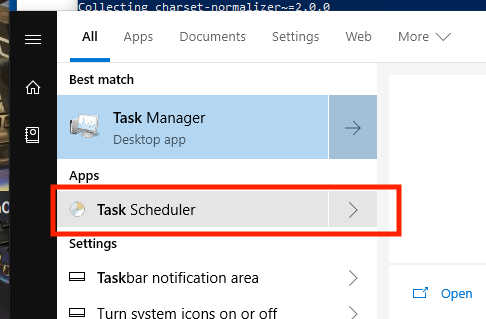 Collecting charset-normalizer~=2.0.0
All Apps Documents Settings Web More
Best match
Task Manager
Desktop app
Apps
Task Scheduler
Settings
Taskbar notification area
Open
Turn system icons on or off